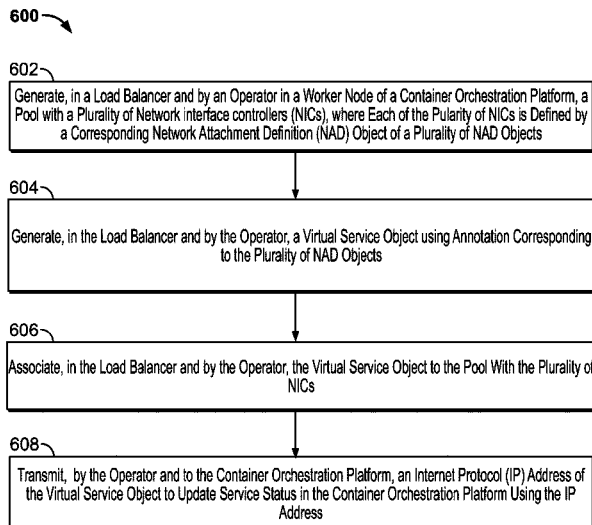 600
602
Generate, in a Load Balancer and by an Operator in a Worker Node of a Container Orchestration Platform, a
Pool with a Plurality of Network interface controllers (NICs), where Each of the Pularity of NICs is Defined by
a Corresponding Network Attachment Definition (NAD) Object of a Plurality of NAD Objects
604
Generate, in the Load Balancer and by the Operator, a Virtual Service Object using Annotation Corresponding
to the Plurality of NAD Objects
606
Associate, in the Load Balancer and by the Operator, the Virtual Service Object to the Pool With the Plurality of
NICs
608
Transmit, by the Operator and to the Container Orchestration Platform, an Internet Protocol (IP) Address of
the Virtual Service Object to Update Service Status in the Container Orchestration Platform Using the IP
Address